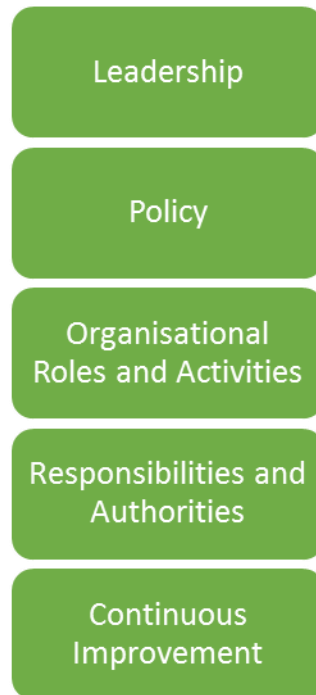 Leadership
Policy
Organisational
Roles and Activities
Responsibilities and
Authorities
Continuous
Improvement